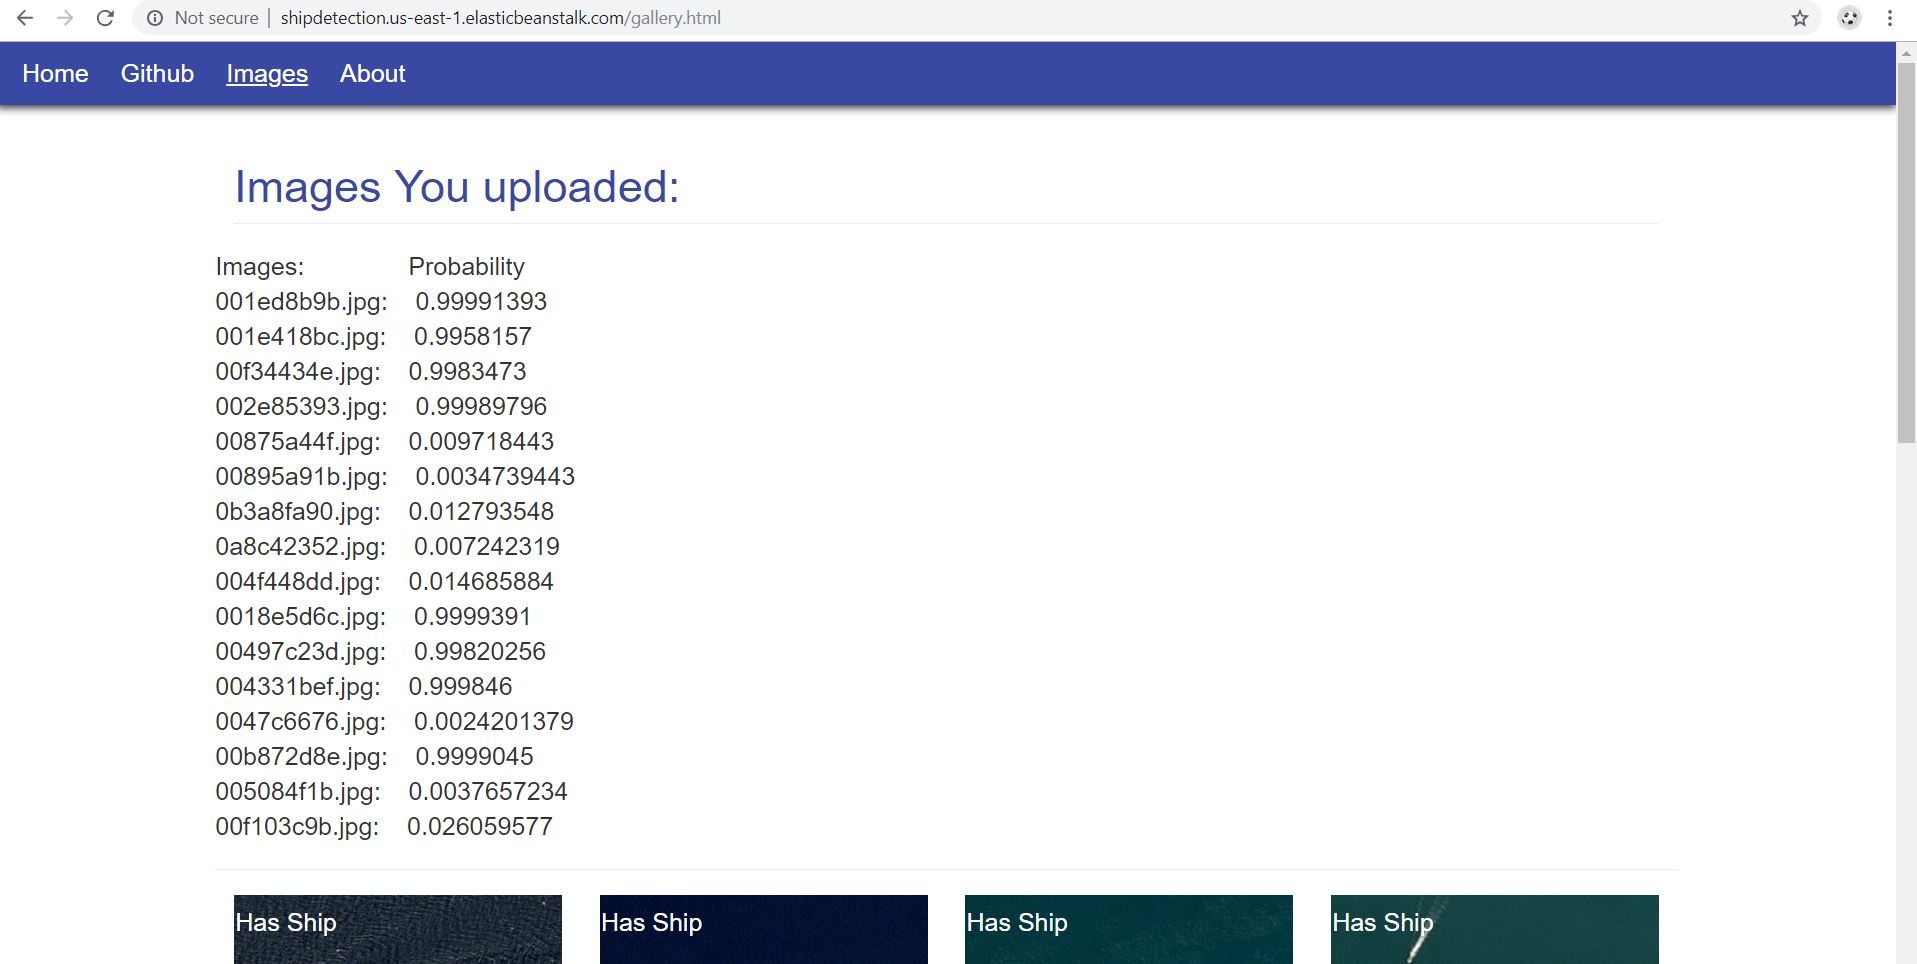 Not secure | shipdetection.us-east-1.elasticbeanstalk.com/gallery.html
Home Github Images About
Images You uploaded:
Images: Probability
001ed8b9b.jpg: 0.99991393
001e418bc.jpg: 0.9958157
00f34434e.jpg: 0.9983473
002e85393.jpg: 0.99989796
00875a44f.jpg: 0.009718443
00895a91b.jpg: 0.0034739443
0b3a8fa90.jpg: 0.012793548
0a8c42352.jpg: 0.007242319
004f448dd.jpg: 0.014685884
0018e5d6c.jpg: 0.9999391
00497c23d.jpg: 0.99820256
004331bef.jpg: 0.999846
0047c6676.jpg: 0.0024201379
00b872d8e.jpg: 0.9999045
005084f1b.jpg: 0.0037657234
00f103c9b.jpg: 0.026059577
Has Ship Has Ship Has Ship Has Ship